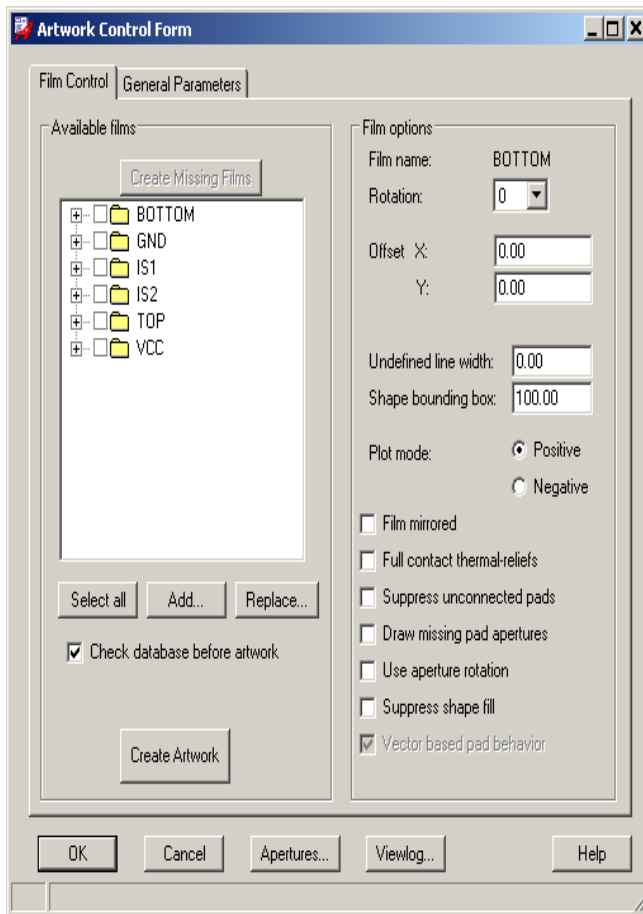 Artwork Control Form
Film Control
General Parameters
Available films
Create Missing Films
BOTTOM
GND
IS1
IS2
TOP
VCC
Select all
Add...
Replace...
Check database before artwork
Create Artwork
Film options
Film name: BOTTOM
Rotation: 0
Offset X: 0.00
Y: 0.00
Undefined line width: 0.00
Shape bounding box: 100.00
Plot mode: Positive
Negative
Film mirrored
Full contact thermal-reliefs
Suppress unconnected pads
Draw missing pad apertures
Use aperture rotation
Suppress shape fill
Vector based pad behavior
OK
Cancel
Apertures...
Viewlog...
Help